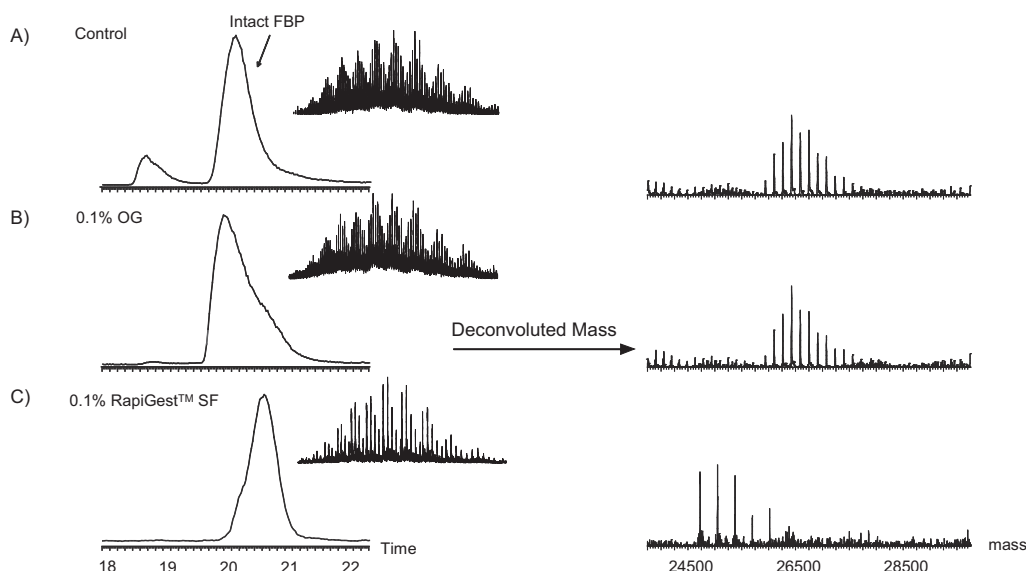 A)
Control
Intact FBP
B)
0.1% OG
Deconvoluted Mass
C)
0.1% RapiGest™ SF
Time
mass
18 19 20 21 22
24500 26500 28500